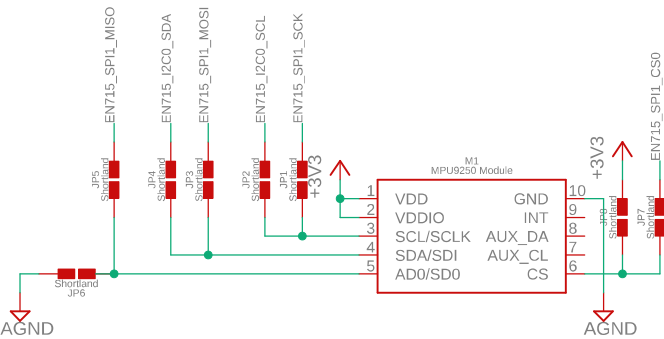 EN715_SPI1_MISO
EN715_I2C0_SDA
EN715_SPI1_MOSI
EN715_I2C0_SCL
EN715_SPI1_SCK
EN715_SPI1_CS0
JP5
Shortland
JP4
Shortland
JP3
Shortland
JP2
Shortland
JP1
Shortland
+3V3
+3V3
JP8
Shortland
JP7
Shortland
M1
MPU9250 Module
1 VDD GND 10
2 VDDIO INT 9
3 SCL/SCLK AUX_DA 8
4 SDA/SDI AUX_CL 7
5 AD0/SD0 CS 6
Shortland
JP6
AGND
AGND